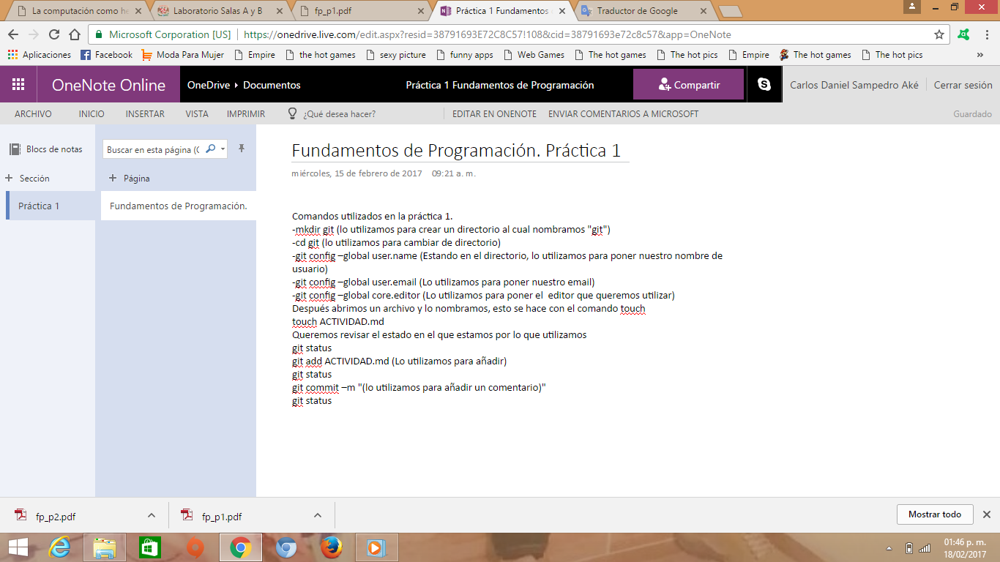 La computación como he
Laboratorio Salas A y B
fp_p1.pdf
Práctica 1 Fundamentos
Traductor de Google
Microsoft Corporation [US]
https://onedrive.live.com/edit.aspx?resid=38791693E72C8C57!108&cid=38791693e72c8c57&app=OneNote
Aplicaciones
Facebook
Moda Para Mujer
Empire
the hot games
sexy picture
funny apps
Web Games
The hot games
The hot pics
Empire
The hot games
The hot pics
»
OneNote Online
OneDrive
Documentos
Práctica 1 Fundamentos de Programación
Compartir
Carlos Daniel Sampedro Aké
Cerrar sesión
ARCHIVO
INICIO
INSERTAR
VISTA
IMPRIMIR
¿Qué desea hacer?
EDITAR EN ONENOTE
ENVIAR COMENTARIOS A MICROSOFT
Guardado
Blocs de notas
Buscar en esta página (C
+ Sección
+ Página
Práctica 1
Fundamentos de Programación.
Fundamentos de Programación. Práctica 1
miércoles, 15 de febrero de 2017 09:21 a. m.
Comandos utilizados en la práctica 1.
-mkdir git (lo utilizamos para crear un directorio al cual nombramos "git")
-cd git (lo utilizamos para cambiar de directorio)
-git config –global user.name (Estando en el directorio, lo utilizamos para poner nuestro nombre de
usuario)
-git config –global user.email (Lo utilizamos para poner nuestro email)
-git config –global core.editor (Lo utilizamos para poner el  editor que queremos utilizar)
Después abrimos un archivo y lo nombramos, esto se hace con el comando touch
touch ACTIVIDAD.md
Queremos revisar el estado en el que estamos por lo que utilizamos
git status
git add ACTIVIDAD.md (Lo utilizamos para añadir)
git status
git commit –m "(lo utilizamos para añadir un comentario)"
git status
fp_p2.pdf
fp_p1.pdf
Mostrar todo
01:46 p. m.
18/02/2017